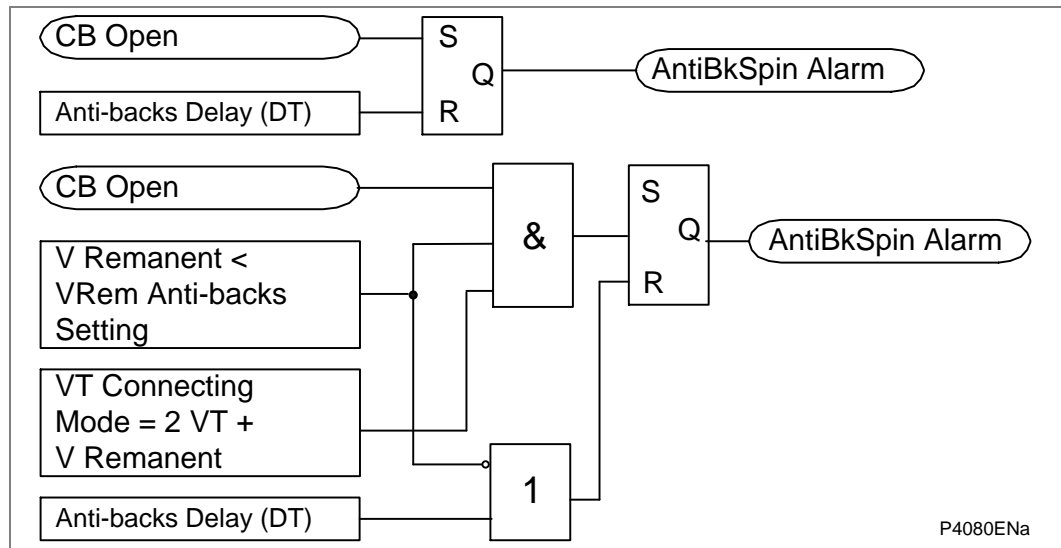 CB Open
S
Q
AntiBkSpin Alarm
Anti-backs Delay (DT)
R
CB Open
&
S
Q
AntiBkSpin Alarm
R
V Remanent <
VRem Anti-backs
Setting
VT Connecting
Mode = 2 VT +
V Remanent
1
Anti-backs Delay (DT)
P4080ENa